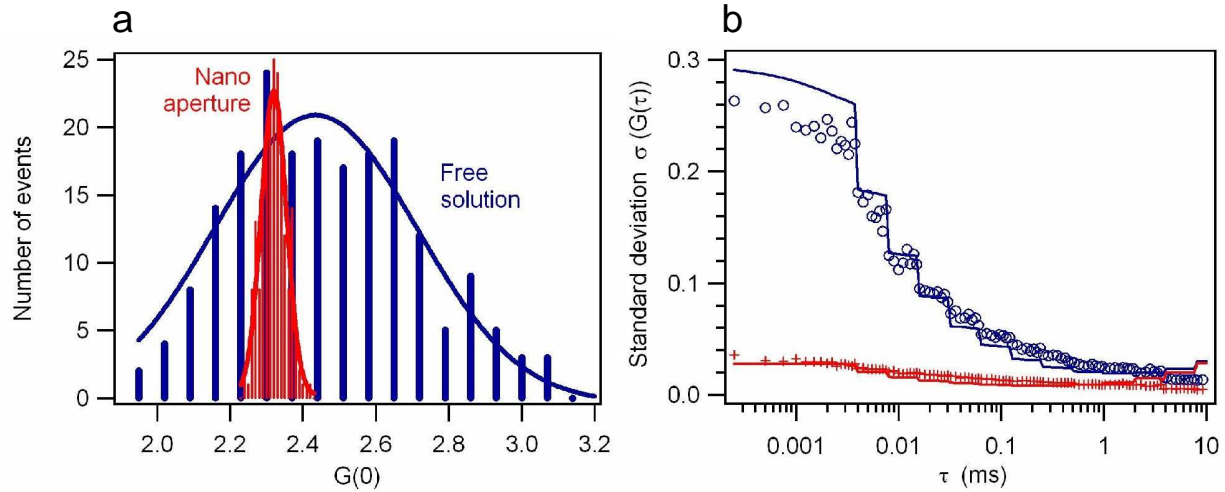 a
Number of events
25
20
15
10
5
0
Nano
aperture
Free
solution
2.0 2.2 2.4 2.6 2.8 3.0 3.2
G(0)
b
Standard deviation σ (G(τ))
0.3
0.2
0.1
0.0
0.001 0.01 0.1 1 10
τ (ms)